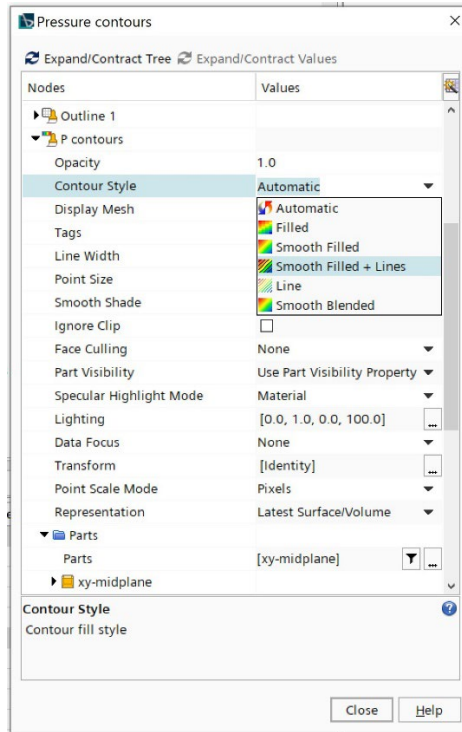 Pressure contours
Expand/Contract Tree Expand/Contract Values
Nodes Values
Outline 1
P contours
Opacity 1.0
Contour Style Automatic
Display Mesh Automatic
Tags Filled
Line Width Smooth Filled
Point Size Smooth Filled + Lines
Smooth Shade Line
Smooth Blended
Ignore Clip
Face Culling None
Part Visibility Use Part Visibility Property
Specular Highlight Mode Material
Lighting [0.0, 1.0, 0.0, 100.0] ...
Data Focus None
Transform [Identity] ...
Point Scale Mode Pixels
Representation Latest Surface/Volume
Parts
Parts [xy-midplane] ...
xy-midplane
Contour Style
Contour fill style
Close Help